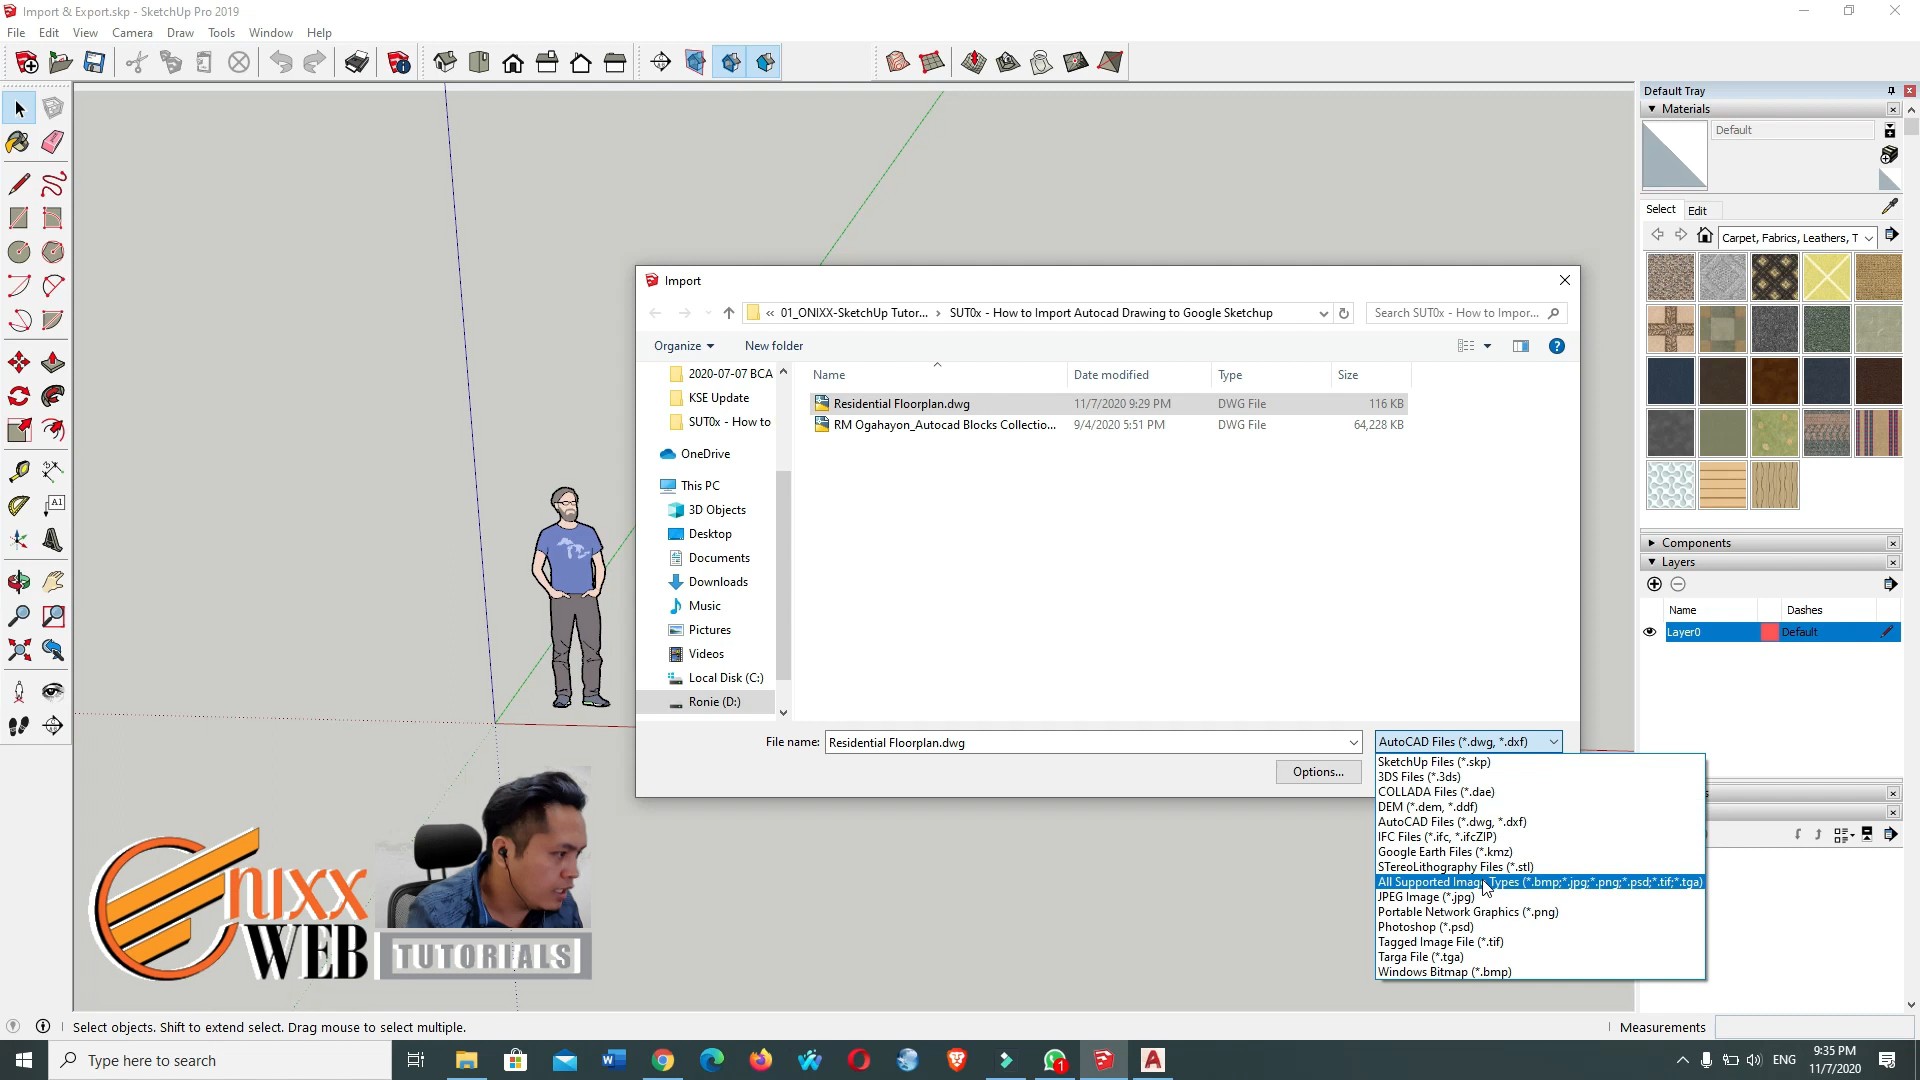 Import & Export.skp - SketchUp Pro 2019
File Edit View Camera Draw Tools Window Help
Default Tray
Materials
Default
Select Edit
Carpet, Fabrics, Leathers, T
Import
« 01_ONIXX-SketchUp Tutor... › SUT0x - How to Import Autocad Drawing to Google Sketchup
Search SUT0x - How to Impor...
Organize New folder
Name Date modified Type Size
2020-07-07 BCA
KSE Update
SUT0x - How to
OneDrive
This PC
3D Objects
Desktop
Documents
Downloads
Music
Pictures
Videos
Local Disk (C:)
Ronie (D:)
Residential Floorplan.dwg 11/7/2020 9:29 PM DWG File 116 KB
RM Ogahayon_Autocad Blocks Collectio... 9/4/2020 5:51 PM DWG File 64,228 KB
File name: Residential Floorplan.dwg
AutoCAD Files (*.dwg, *.dxf)
Options...
SketchUp Files (*.skp)
3DS Files (*.3ds)
COLLADA Files (*.dae)
DEM (*.dem, *.ddf)
AutoCAD Files (*.dwg, *.dxf)
IFC Files (*.ifc, *.ifcZIP)
Google Earth Files (*.kmz)
STereoLithography Files (*.stl)
All Supported Image Types (*.bmp;*.jpg;*.png;*.psd;*.tif;*.tga)
JPEG Image (*.jpg)
Portable Network Graphics (*.png)
Photoshop (*.psd)
Tagged Image File (*.tif)
Targa File (*.tga)
Windows Bitmap (*.bmp)
Components
Layers
Name Dashes
Layer0 Default
A1
nIXX
WEB
TUTORIALS
Select objects. Shift to extend select. Drag mouse to select multiple.
Measurements
Type here to search
1
ENG
9:35 PM
11/7/2020